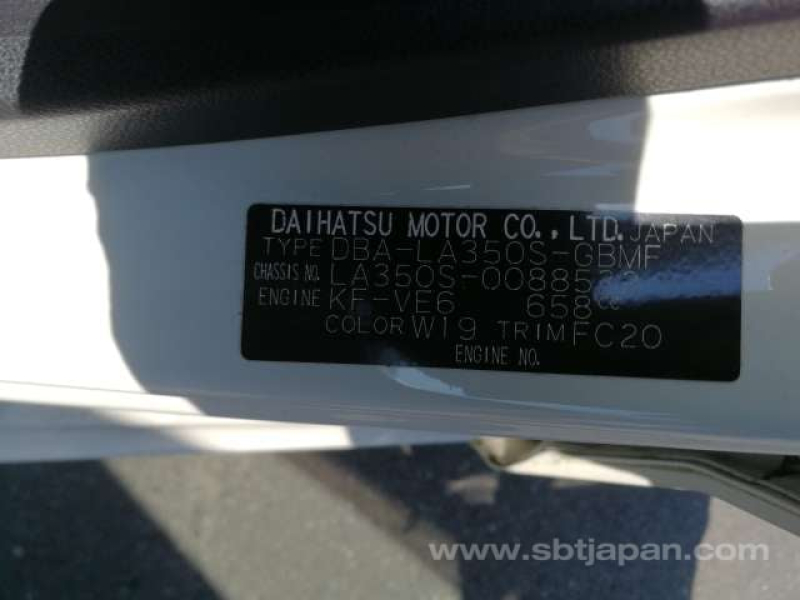 DAIHATSU MOTOR CO., LTD. JAPAN
TYPE DBA-LA350S-GBMF
CHASSIS NO.
ENGINE KF-VE6 658cc
COLOR W19 TRIM FC20
ENGINE NO.
www.sbtjapan.com